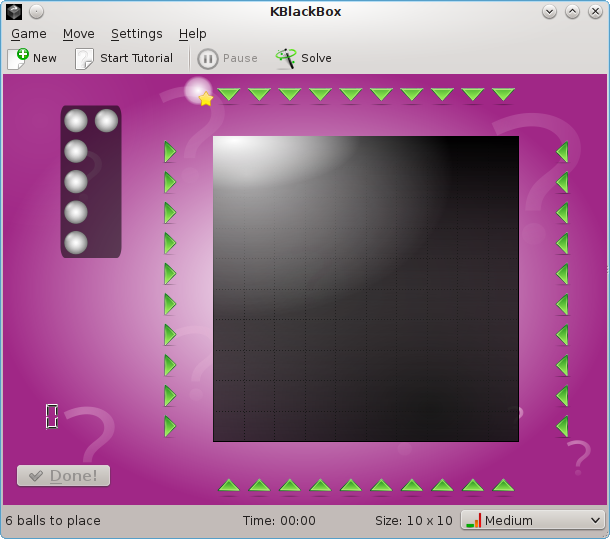 KBlackBox
Game Move Settings Help
New Start Tutorial Pause Solve
? ? ? ? ? ?
Done!
6 balls to place Time: 00:00 Size: 10 x 10 Medium